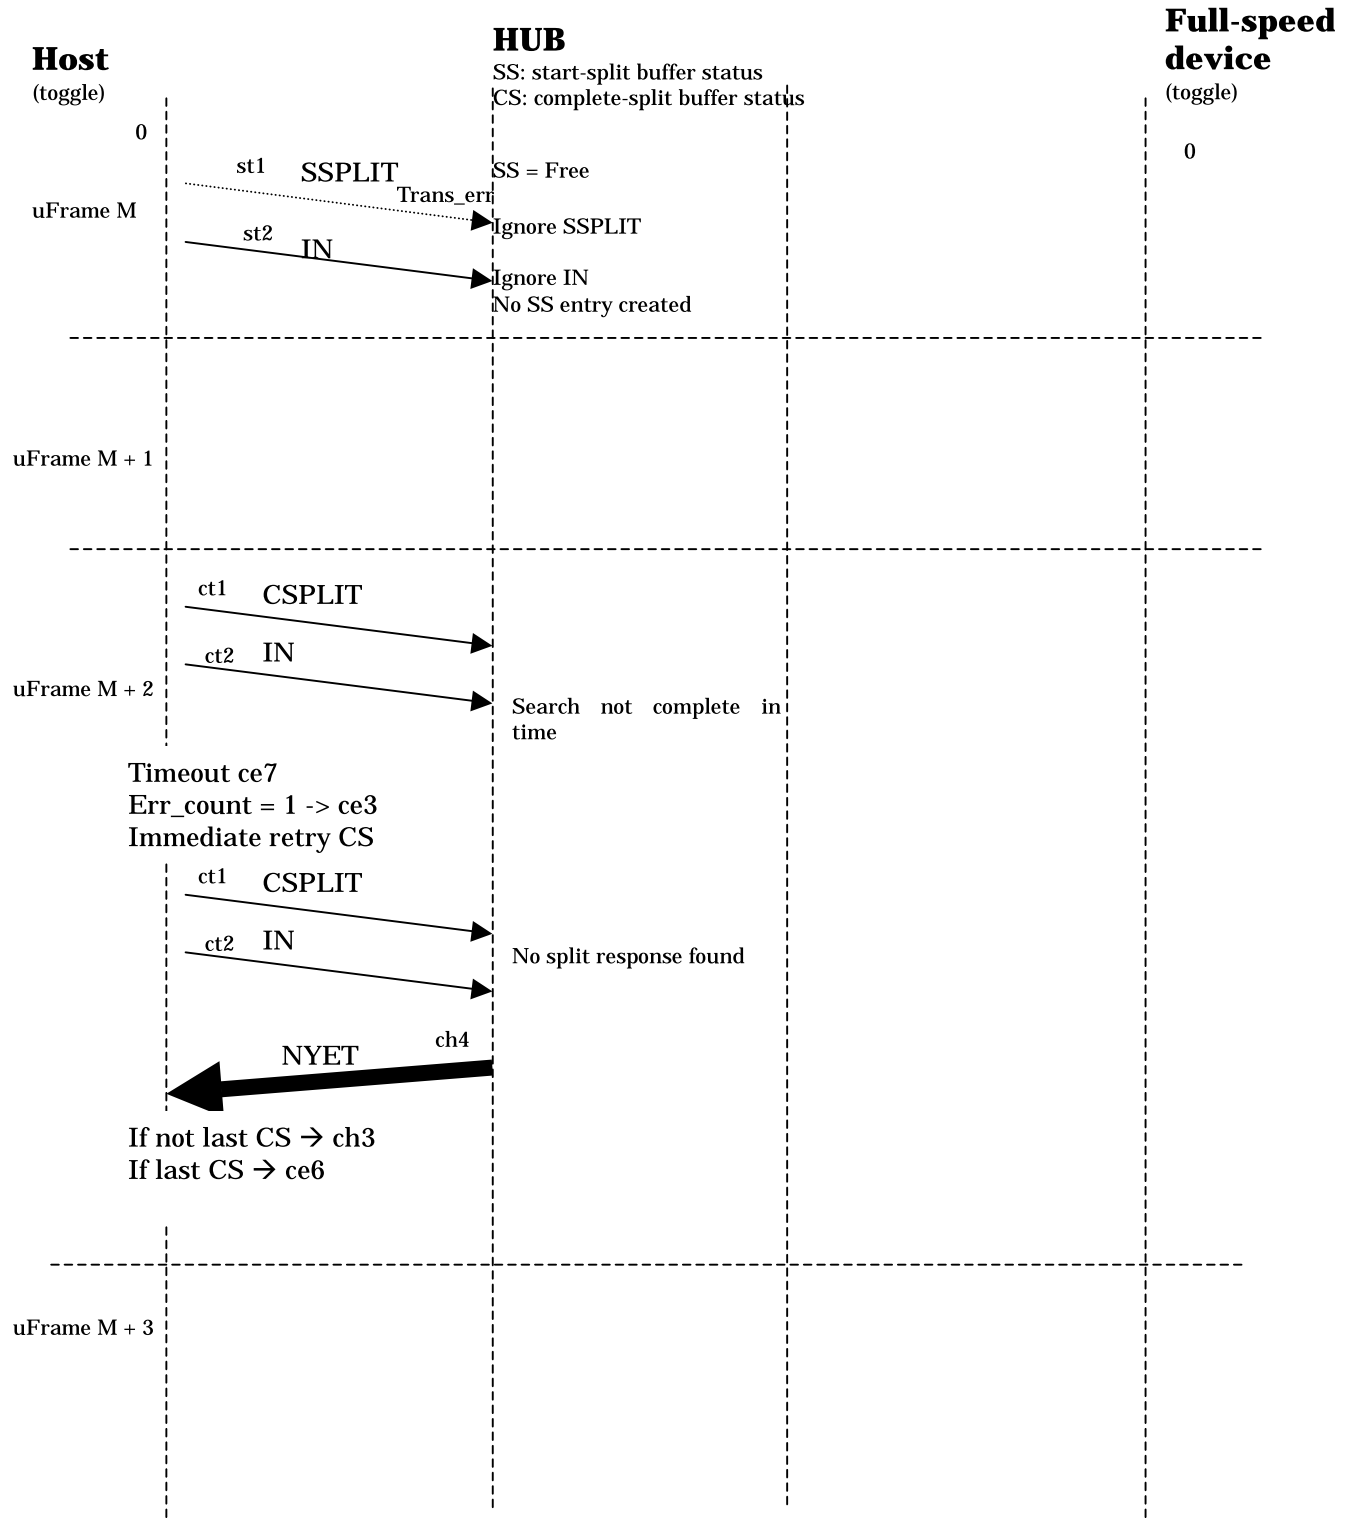 Full-speed
device
(toggle)
HUB
SS: start-split buffer status
CS: complete-split buffer status
Host
(toggle)
0
0
st1
SSPLIT
SS = Free
Trans_err
uFrame M
Ignore SSPLIT
st2
IN
Ignore IN
No SS entry created
uFrame M + 1
ct1
CSPLIT
ct2
IN
uFrame M + 2
Search not complete in
time
Timeout ce7
Err_count = 1 -> ce3
Immediate retry CS
ct1
CSPLIT
ct2
IN
No split response found
ch4
NYET
If not last CS → ch3
If last CS → ce6
uFrame M + 3